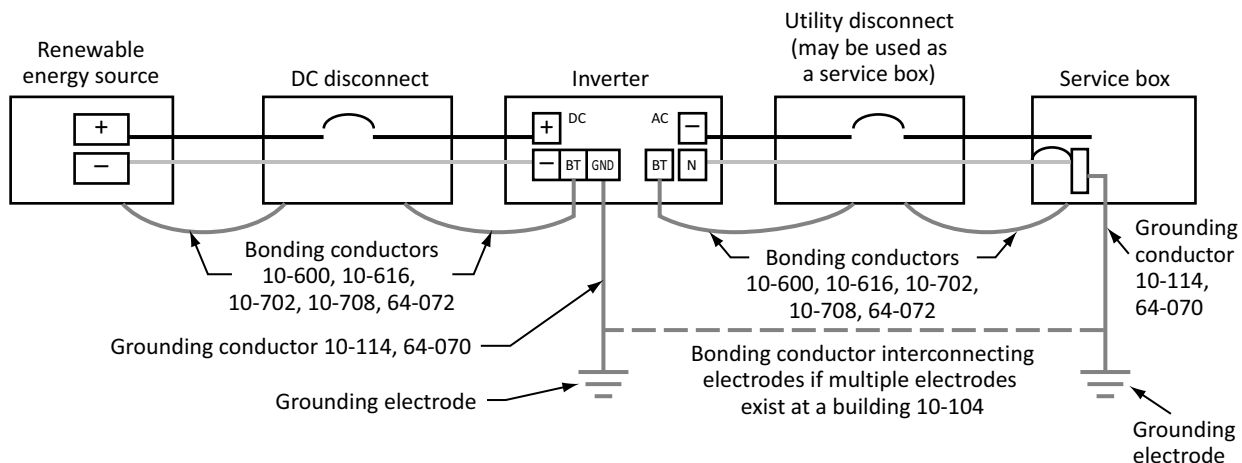 Renewable
energy source
DC disconnect
Inverter
Utility disconnect
(may be used as
a service box)
Service box
+
−
+ DC
− BT GND
AC −
BT N
Bonding conductors
10-600, 10-616,
10-702, 10-708, 64-072
Bonding conductors
10-600, 10-616, 10-702,
10-708, 64-072
Grounding
conductor
10-114,
64-070
Grounding conductor 10-114, 64-070
Grounding electrode
Bonding conductor interconnecting
electrodes if multiple electrodes
exist at a building 10-104
Grounding
electrode